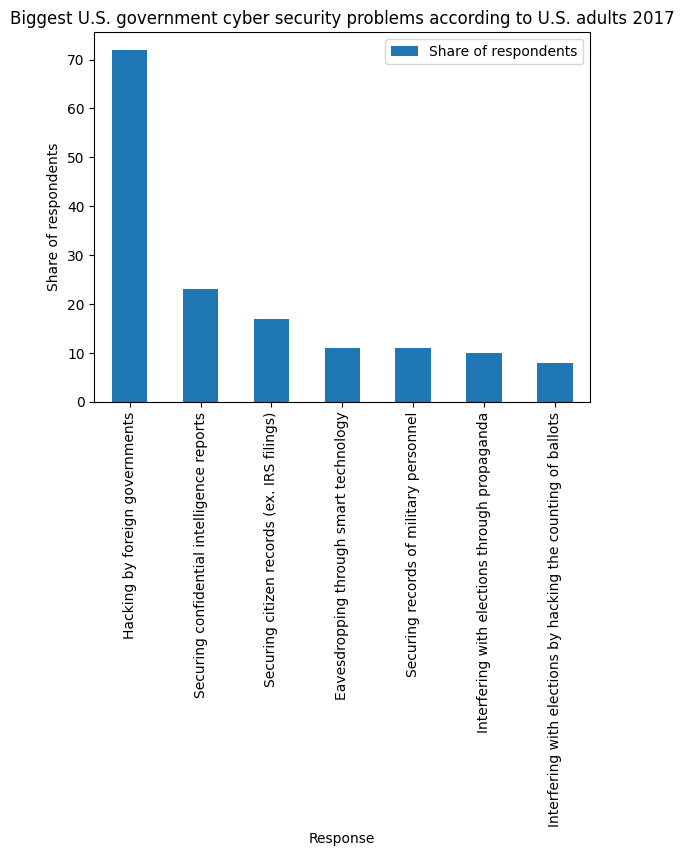 Biggest U.S. government cyber security problems according to U.S. adults 2017
Share of respondents
Share of respondents
70
60
50
40
30
20
10
0
Hacking by foreign governments
Securing confidential intelligence reports
Securing citizen records (ex. IRS filings)
Eavesdropping through smart technology
Securing records of military personnel
Interfering with elections through propaganda
Interfering with elections by hacking the counting of ballots
Response